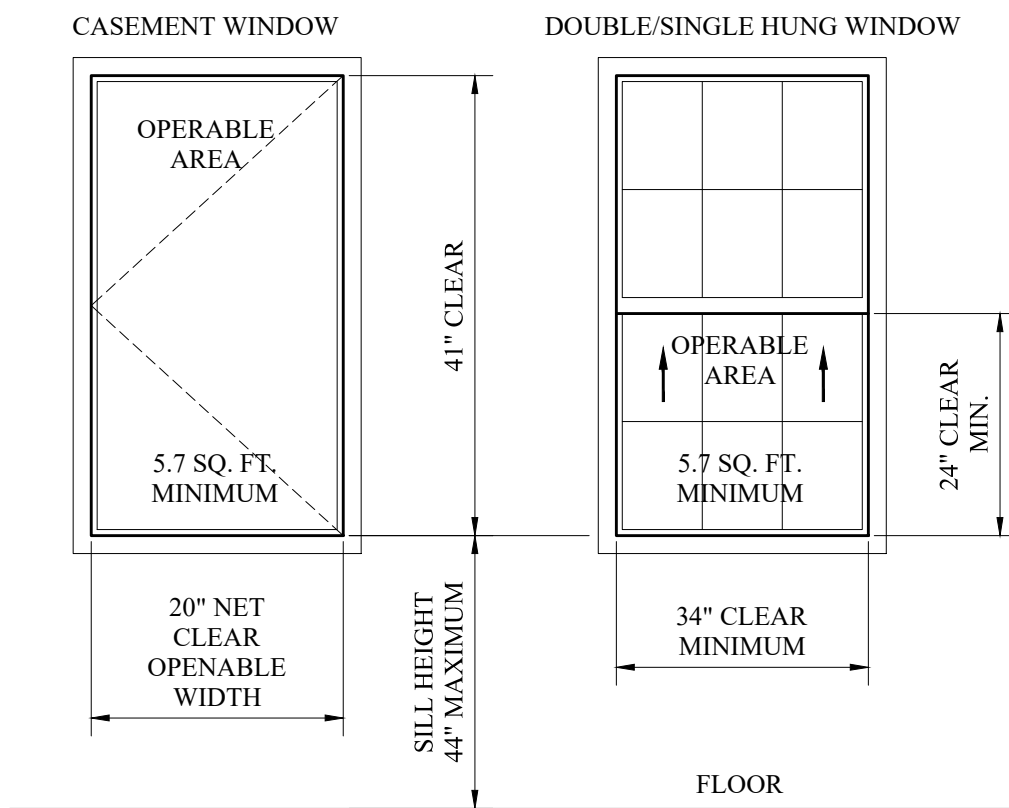 CASEMENT WINDOW
OPERABLE
AREA
5.7 SQ. FT.
MINIMUM
20" NET
CLEAR
OPENABLE
WIDTH
41" CLEAR
SILL HEIGHT
44" MAXIMUM
DOUBLE/SINGLE HUNG WINDOW
OPERABLE
AREA
5.7 SQ. FT.
MINIMUM
24" CLEAR
MIN.
34" CLEAR
MINIMUM
FLOOR